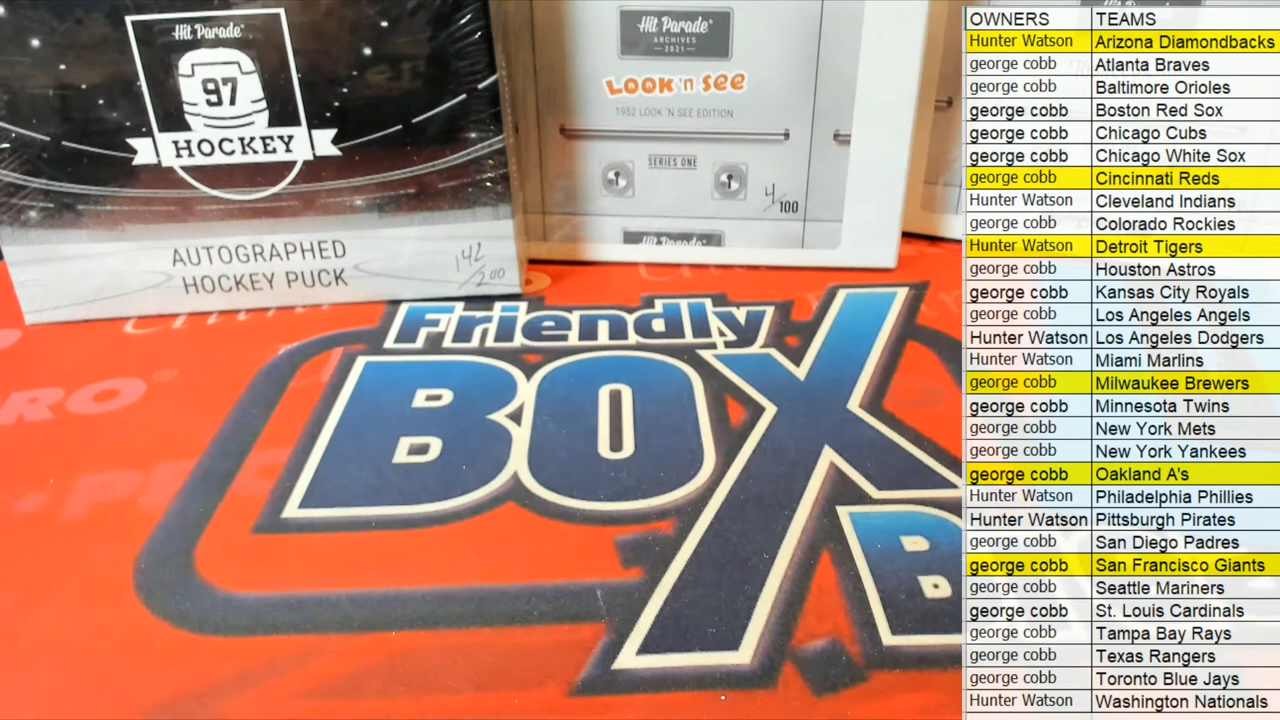 Hit Parade®
97
HOCKEY
AUTOGRAPHED
HOCKEY PUCK
142/200
Hit Parade®
ARCHIVES
2021
LOOK 'n SEE
1952 LOOK 'N SEE EDITION
SERIES ONE
4/100
Hit Parade
Friendly
BOX
B
RO®
OWNERS TEAMS
Hunter Watson Arizona Diamondbacks
george cobb Atlanta Braves
george cobb Baltimore Orioles
george cobb Boston Red Sox
george cobb Chicago Cubs
george cobb Chicago White Sox
george cobb Cincinnati Reds
Hunter Watson Cleveland Indians
george cobb Colorado Rockies
Hunter Watson Detroit Tigers
george cobb Houston Astros
george cobb Kansas City Royals
george cobb Los Angeles Angels
Hunter Watson Los Angeles Dodgers
Hunter Watson Miami Marlins
george cobb Milwaukee Brewers
george cobb Minnesota Twins
george cobb New York Mets
george cobb New York Yankees
george cobb Oakland A's
Hunter Watson Philadelphia Phillies
Hunter Watson Pittsburgh Pirates
george cobb San Diego Padres
george cobb San Francisco Giants
george cobb Seattle Mariners
george cobb St. Louis Cardinals
george cobb Tampa Bay Rays
george cobb Texas Rangers
george cobb Toronto Blue Jays
Hunter Watson Washington Nationals